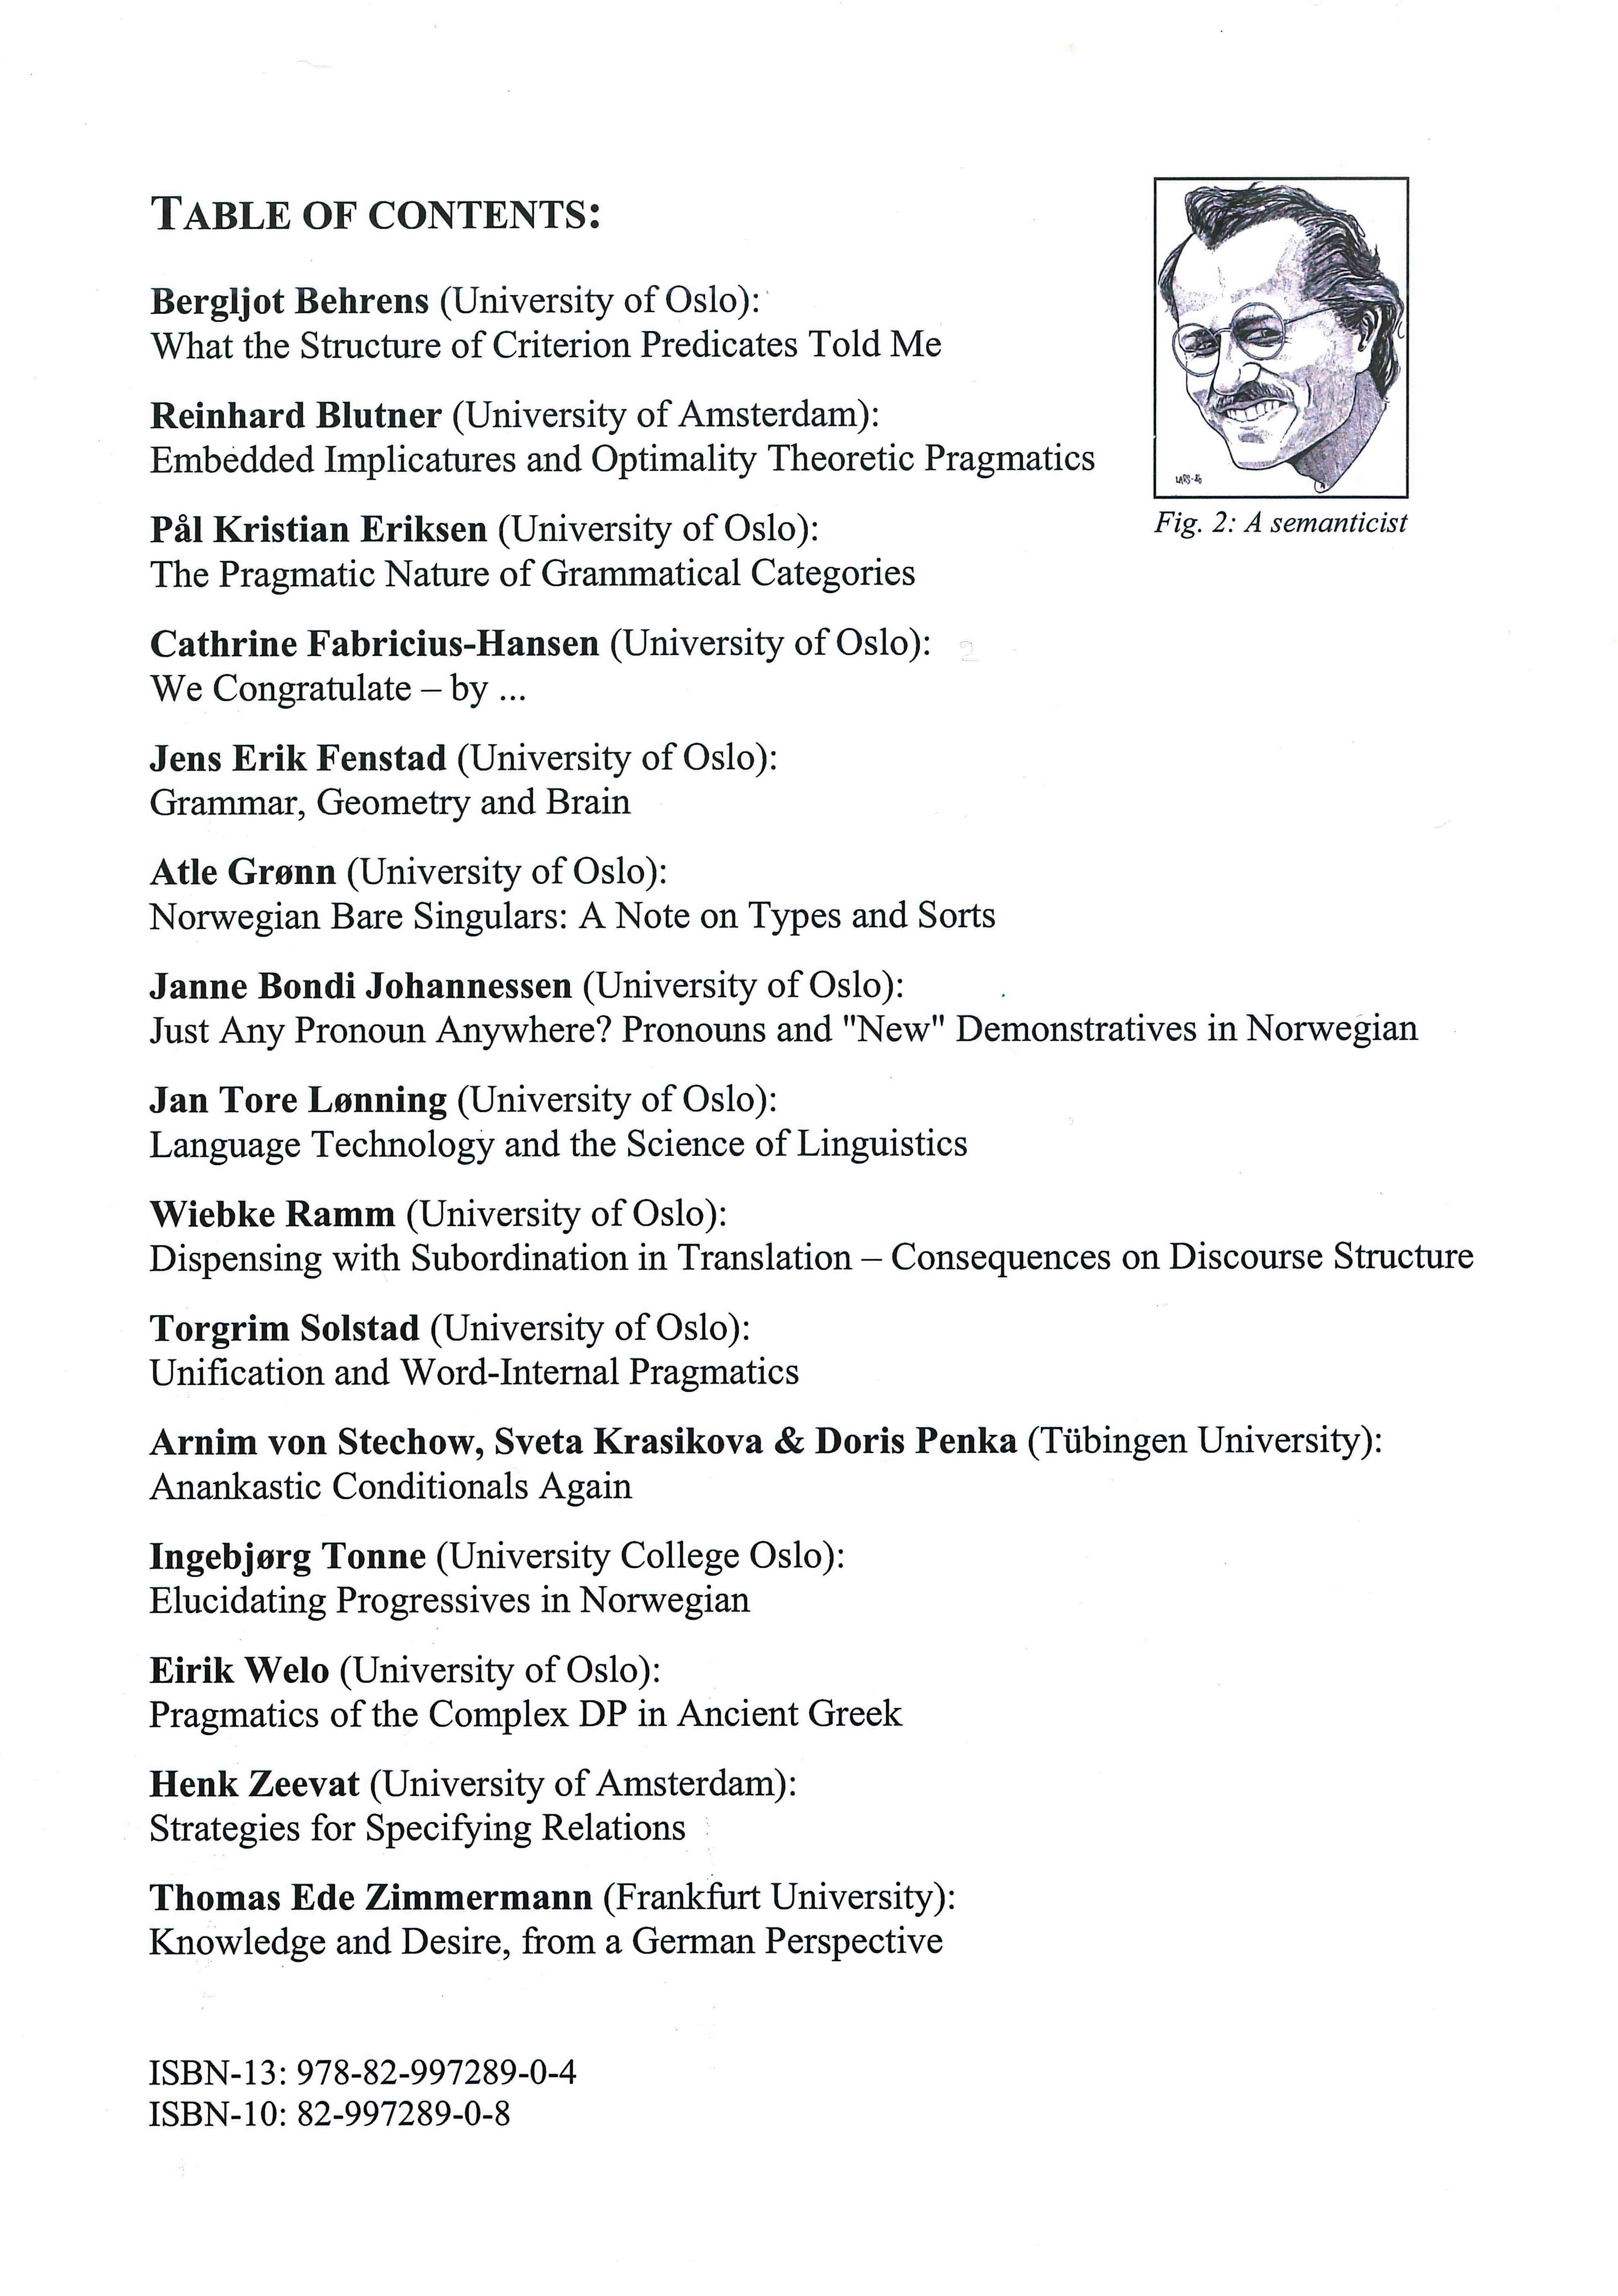 TABLE OF CONTENTS:
Bergljot Behrens (University of Oslo):
What the Structure of Criterion Predicates Told Me
Reinhard Blutner (University of Amsterdam):
Embedded Implicatures and Optimality Theoretic Pragmatics
LARS-86
Fig. 2: A semanticist
Pål Kristian Eriksen (University of Oslo):
The Pragmatic Nature of Grammatical Categories
Cathrine Fabricius-Hansen (University of Oslo):
We Congratulate – by ...
Jens Erik Fenstad (University of Oslo):
Grammar, Geometry and Brain
Atle Grønn (University of Oslo):
Norwegian Bare Singulars: A Note on Types and Sorts
Janne Bondi Johannessen (University of Oslo):
Just Any Pronoun Anywhere? Pronouns and "New" Demonstratives in Norwegian
Jan Tore Lønning (University of Oslo):
Language Technology and the Science of Linguistics
Wiebke Ramm (University of Oslo):
Dispensing with Subordination in Translation – Consequences on Discourse Structure
Torgrim Solstad (University of Oslo):
Unification and Word-Internal Pragmatics
Arnim von Stechow, Sveta Krasikova & Doris Penka (Tübingen University):
Anankastic Conditionals Again
Ingebjørg Tonne (University College Oslo):
Elucidating Progressives in Norwegian
Eirik Welo (University of Oslo):
Pragmatics of the Complex DP in Ancient Greek
Henk Zeevat (University of Amsterdam):
Strategies for Specifying Relations
Thomas Ede Zimmermann (Frankfurt University):
Knowledge and Desire, from a German Perspective
ISBN-13: 978-82-997289-0-4
ISBN-10: 82-997289-0-8